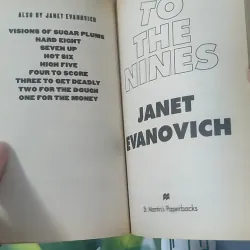 ALSO BY JANET EVANOVICH
VISIONS OF SUGAR PLUMS
HARD EIGHT
SEVEN UP
HOT SIX
HIGH FIVE
FOUR TO SCORE
THREE TO GET DEADLY
TWO FOR THE DOUGH
ONE FOR THE MONEY
TO
THE
NINES
JANET
EVANOVICH
St. Martin's Paperbacks